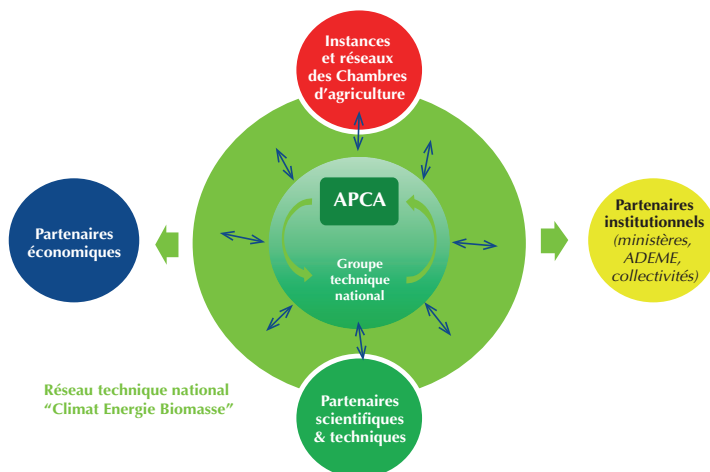 Instances
et réseaux
des Chambres
d'agriculture
APCA
Groupe
technique
national
Partenaires
économiques
Partenaires
institutionnels
(ministères,
ADEME,
collectivités)
Réseau technique national
“Climat Energie Biomasse”
Partenaires
scientifiques
& techniques